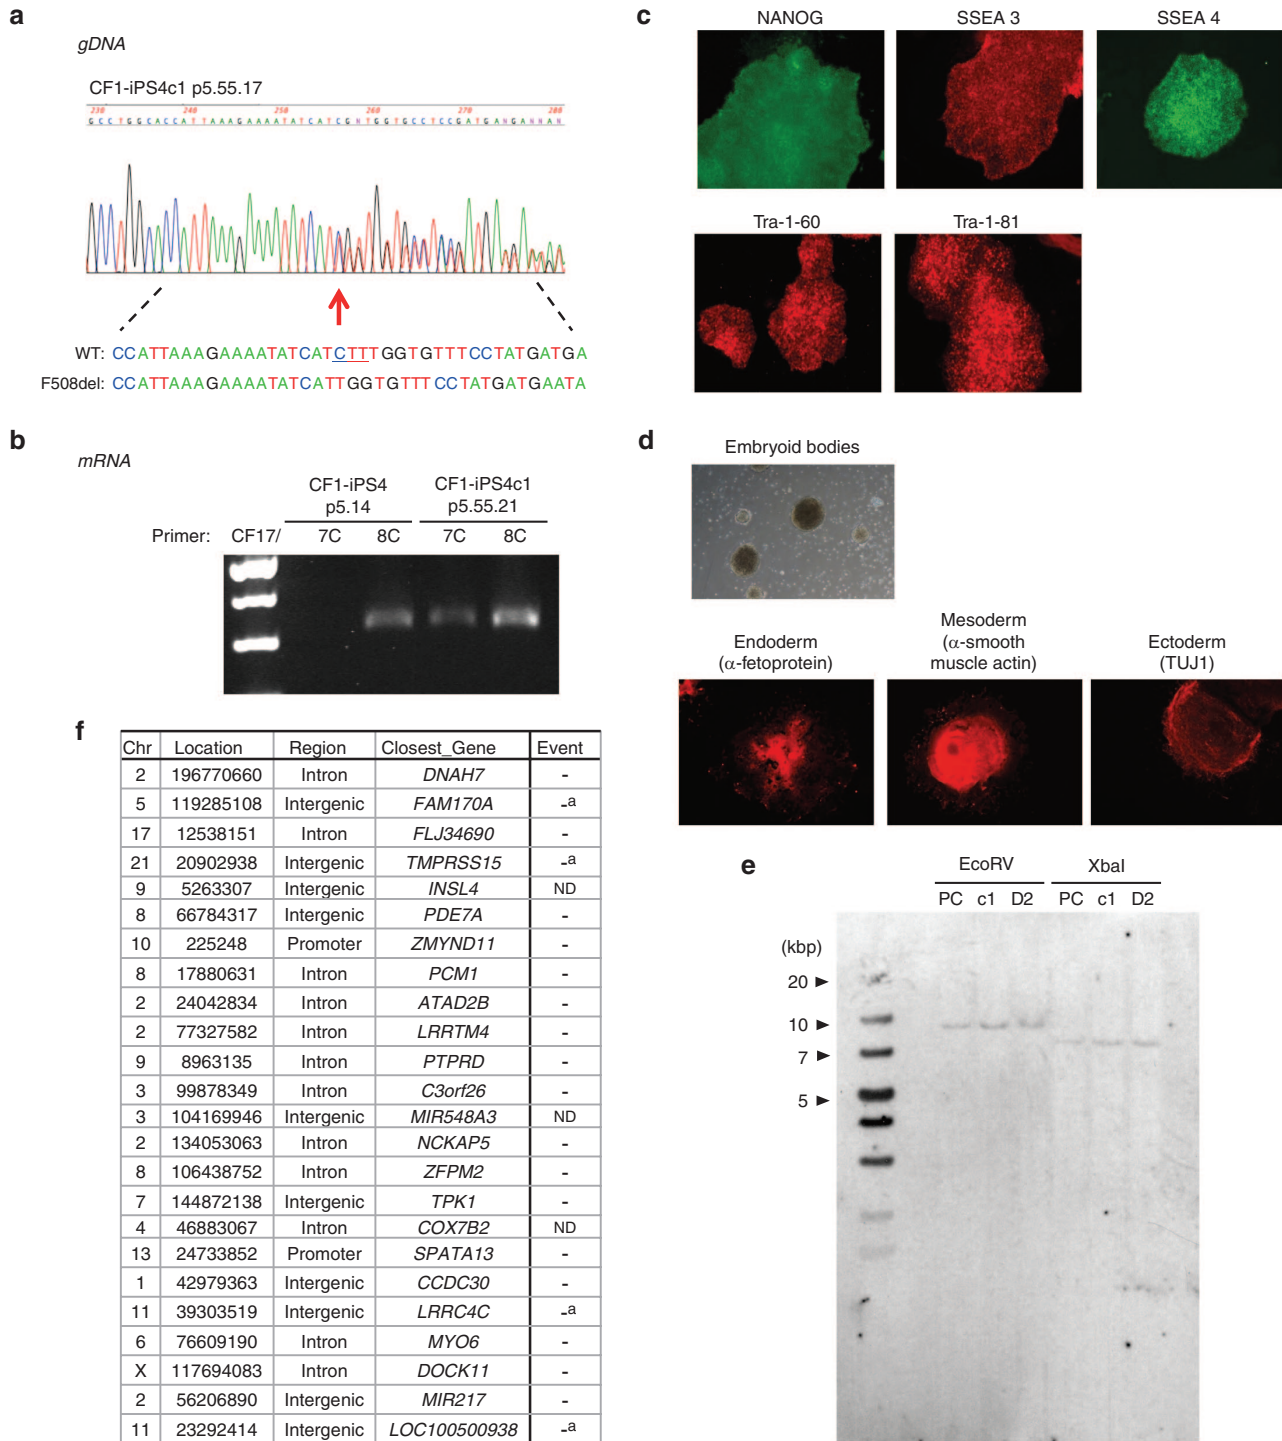 a
gDNA
CF1-iPS4c1 p5.55.17
230 240 250 260 270 280
GCCTGGCACCATTAAAGAAAATATCATCGNTGGTGCCTCCGATGANGANNAN
WT: CCATTAAAGAAAATATCATCTTTGGTGTTTCCTATGATGA
F508del: CCATTAAAGAAAATATCATTGGTGTTTCCTATGATGAATA
b
mRNA
CF1-iPS4 CF1-iPS4c1
p5.14 p5.55.21
Primer: CF17/ 7C 8C 7C 8C
c
NANOG SSEA 3 SSEA 4
Tra-1-60 Tra-1-81
d
Embryoid bodies
Endoderm
(α-fetoprotein)
Mesoderm
(α-smooth
muscle actin)
Ectoderm
(TUJ1)
e
EcoRV XbaI
PC c1 D2 PC c1 D2
(kbp)
20
10
7
5
f
Chr Location Region Closest_Gene Event
2 196770660 Intron DNAH7 -
5 119285108 Intergenic FAM170A -a
17 12538151 Intron FLJ34690 -
21 20902938 Intergenic TMPRSS15 -a
9 5263307 Intergenic INSL4 ND
8 66784317 Intergenic PDE7A -
10 225248 Promoter ZMYND11 -
8 17880631 Intron PCM1 -
2 24042834 Intron ATAD2B -
2 77327582 Intron LRRTM4 -
9 8963135 Intron PTPRD -
3 99878349 Intron C3orf26 -
3 104169946 Intergenic MIR548A3 ND
2 134053063 Intron NCKAP5 -
8 106438752 Intron ZFPM2 -
7 144872138 Intergenic TPK1 -
4 46883067 Intron COX7B2 ND
13 24733852 Promoter SPATA13 -
1 42979363 Intergenic CCDC30 -
11 39303519 Intergenic LRRC4C -a
6 76609190 Intron MYO6 -
X 117694083 Intron DOCK11 -
2 56206890 Intergenic MIR217 -
11 23292414 Intergenic LOC100500938 -a